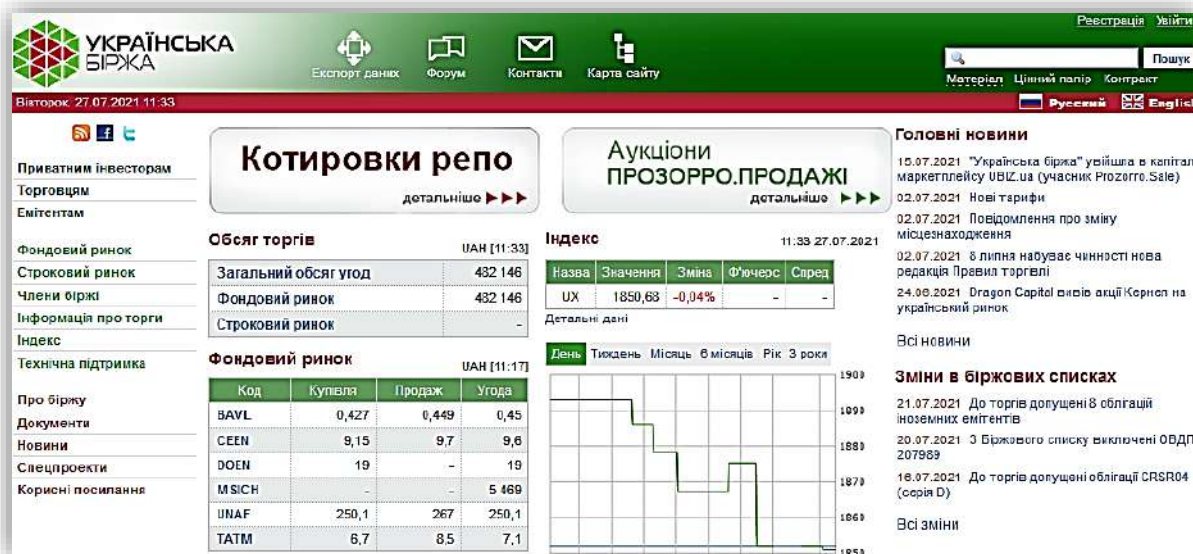 Реєстрація Увійти
УКРАЇНСЬКА
БІРЖА
Експорт даних Форум Контакти Карта сайту
Пошук
Матеріал Цінний папір Контракт
Вівторок, 27.07.2021 11:33
Русский English
Приватним інвесторам
Торговцям
Емітентам
Фондовий ринок
Строковий ринок
Члени біржі
Інформація про торги
Індекс
Технічна підтримка
Про біржу
Документи
Новини
Спецпроекти
Корисні посилання
Котировки репо
детальніше
Аукціони
ПРОЗОРРО.ПРОДАЖІ
детальніше
Обсяг торгів UAH [11:33]
Загальний обсяг угод 482 146
Фондовий ринок 482 146
Строковий ринок -
Фондовий ринок UAH [11:17]
Код Купівля Продаж Угода
BAVL 0,427 0,449 0,45
CEEN 9,15 9,7 9,6
DOEN 19 - 19
MSICH - - 5 469
UNAF 250,1 267 250,1
TATM 6,7 8,5 7,1
Індекс 11:33 27.07.2021
Назва Значення Зміна Ф'ючерс Спред
UX 1850,68 -0,04% - -
Детальні дані
День Тиждень Місяць 6 місяців Рік 3 роки
1900
1890
1880
1870
1860
1850
Головні новини
15.07.2021 "Українська біржа" увійшла в капітал
маркетплейсу UBIZ.ua (учасник Prozorro.Sale)
02.07.2021 Нові тарифи
02.07.2021 Повідомлення про зміну
місцезнаходження
02.07.2021 8 липня набуває чинності нова
редакція Правил торгівлі
24.06.2021 Dragon Capital вивів акції Кернел на
український ринок
Всі новини
Зміни в біржових списках
21.07.2021 До торгів допущені 8 облігацій
іноземних емітентів
20.07.2021 З Біржового списку виключені ОВДП
207989
16.07.2021 До торгів допущені облігації CRSR04
(серія D)
Всі зміни